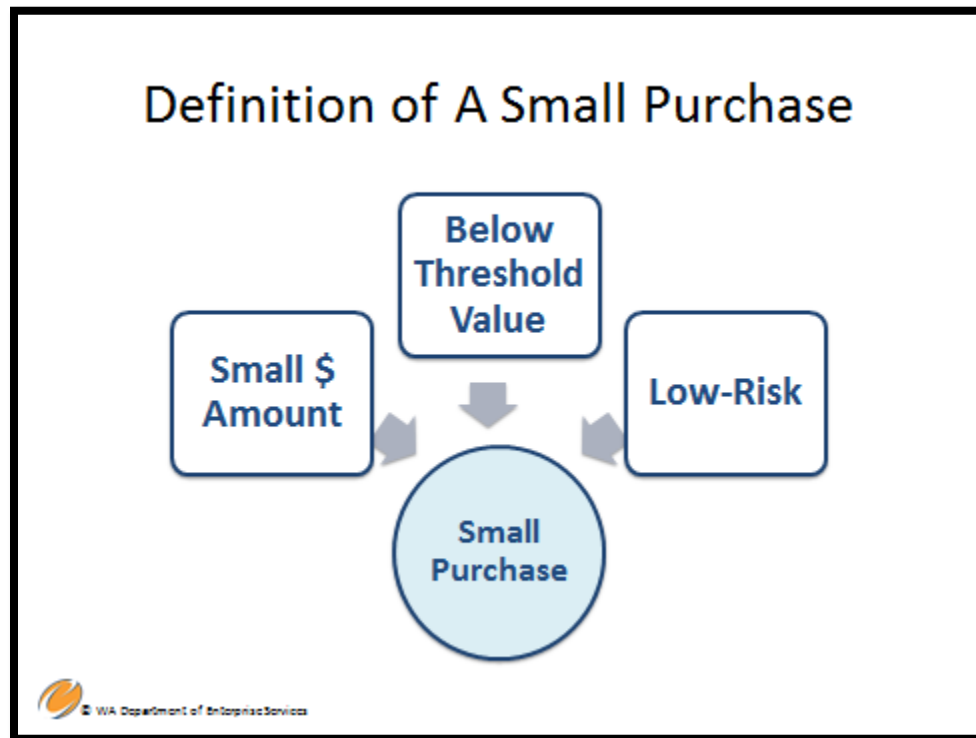 Definition of A Small Purchase
Below
Threshold
Value
Small $
Amount
Low-Risk
Small
Purchase
© WA Department of Enterprise Services